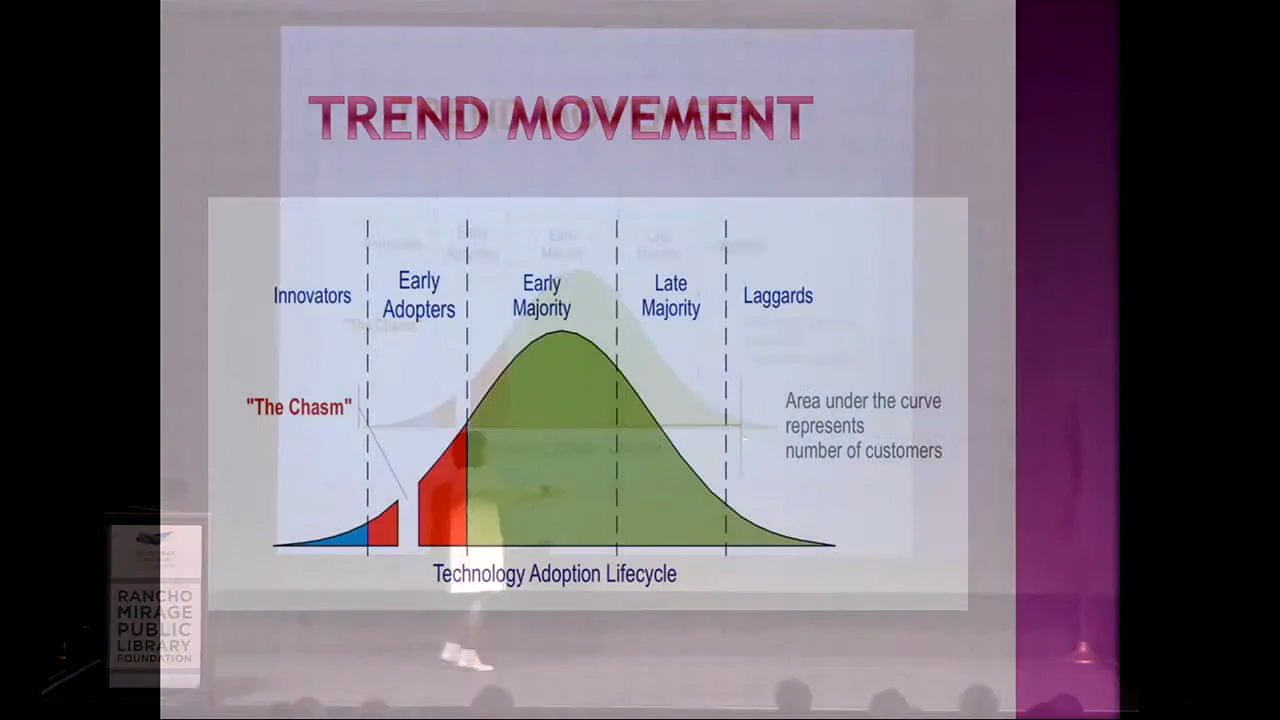 TREND MOVEMENT
Innovators
Early
Adopters
Early
Majority
Late
Majority
Laggards
"The Chasm"
Area under the curve
represents
number of customers
Technology Adoption Lifecycle
RANCHO
MIRAGE
PUBLIC
LIBRARY
FOUNDATION